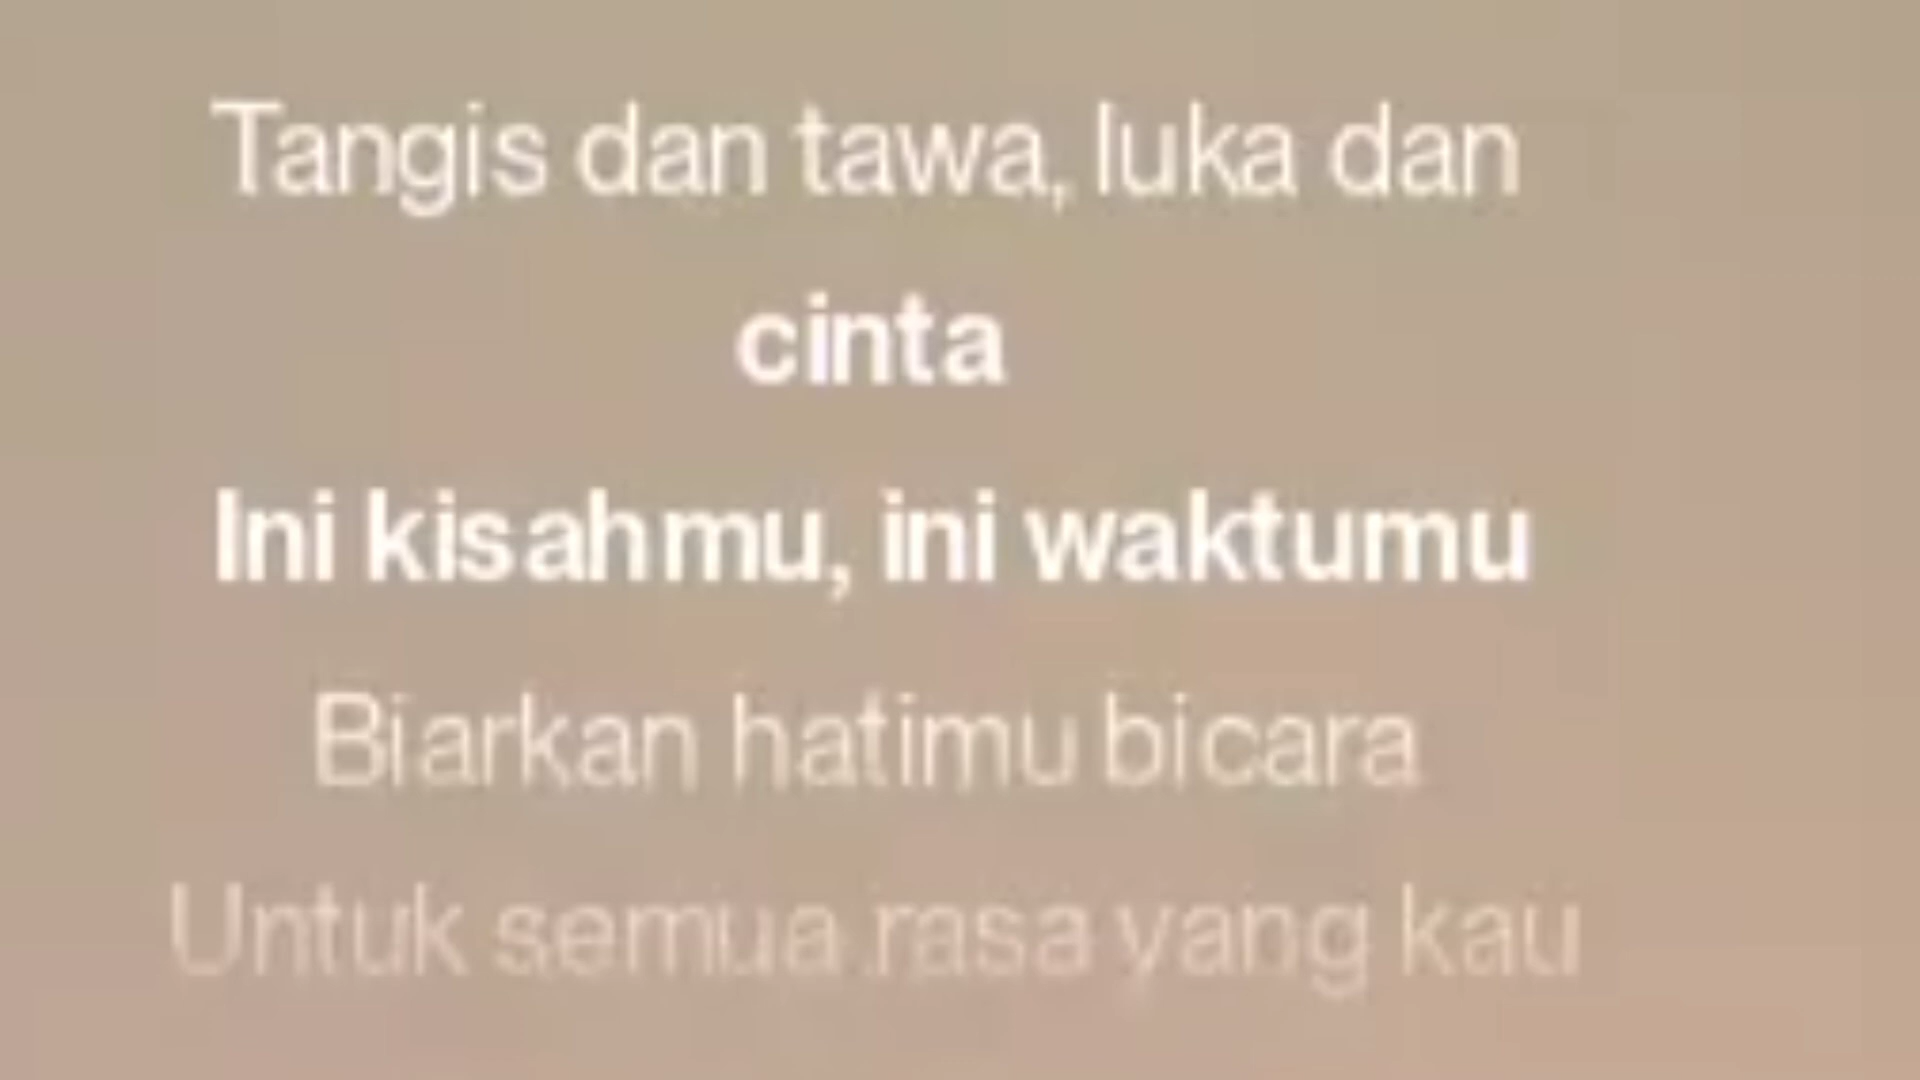 Tangis dan tawa, luka dan
cinta
Ini kisahmu, ini waktumu
Biarkan hatimu bicara
Untuk semua rasa yang kau